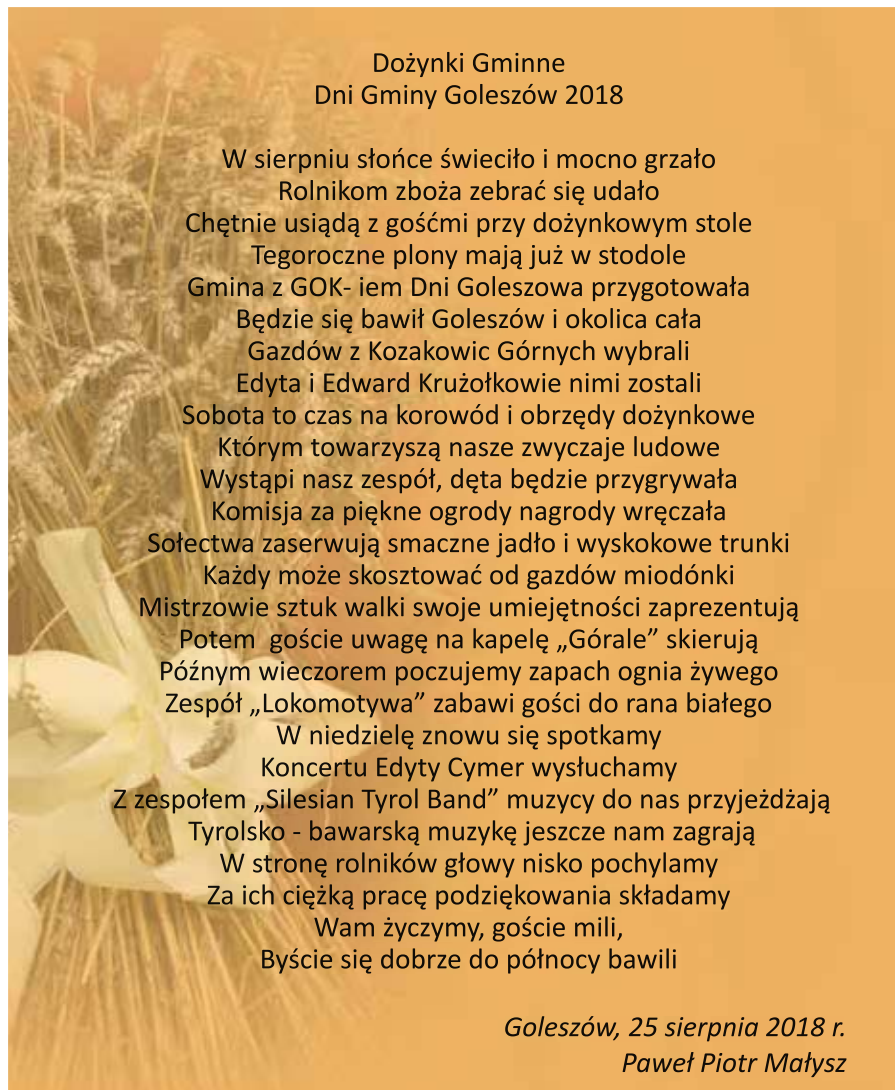 Dożynki Gminne
Dni Gminy Goleszów 2018
W sierpniu słońce świeciło i mocno grzało
Rolnikom zboża zebrać się udało
Chętnie usiądą z gośćmi przy dożynkowym stole
Tegoroczne plony mają już w stodole
Gmina z GOK- iem Dni Goleszowa przygotowała
Będzie się bawił Goleszów i okolica cała
Gazdów z Kozakowic Górnych wybrali
Edyta i Edward Krużołkowie nimi zostali
Sobota to czas na korowód i obrzędy dożynkowe
Którym towarzyszą nasze zwyczaje ludowe
Wystąpi nasz zespół, dęta będzie przygrywała
Komisja za piękne ogrody nagrody wręczała
Sołectwa zaserwują smaczne jadło i wyskokowe trunki
Każdy może skosztować od gazdów miodónki
Mistrzowie sztuk walki swoje umiejętności zaprezentują
Potem  goście uwagę na kapelę „Górale” skierują
Późnym wieczorem poczujemy zapach ognia żywego
Zespół „Lokomotywa” zabawi gości do rana białego
W niedzielę znowu się spotkamy
Koncertu Edyty Cymer wysłuchamy
Z zespołem „Silesian Tyrol Band” muzycy do nas przyjeżdżają
Tyrolsko - bawarską muzykę jeszcze nam zagrają
W stronę rolników głowy nisko pochylamy
Za ich ciężką pracę podziękowania składamy
Wam życzymy, goście mili,
Byście się dobrze do północy bawili
Goleszów, 25 sierpnia 2018 r.
Paweł Piotr Małysz